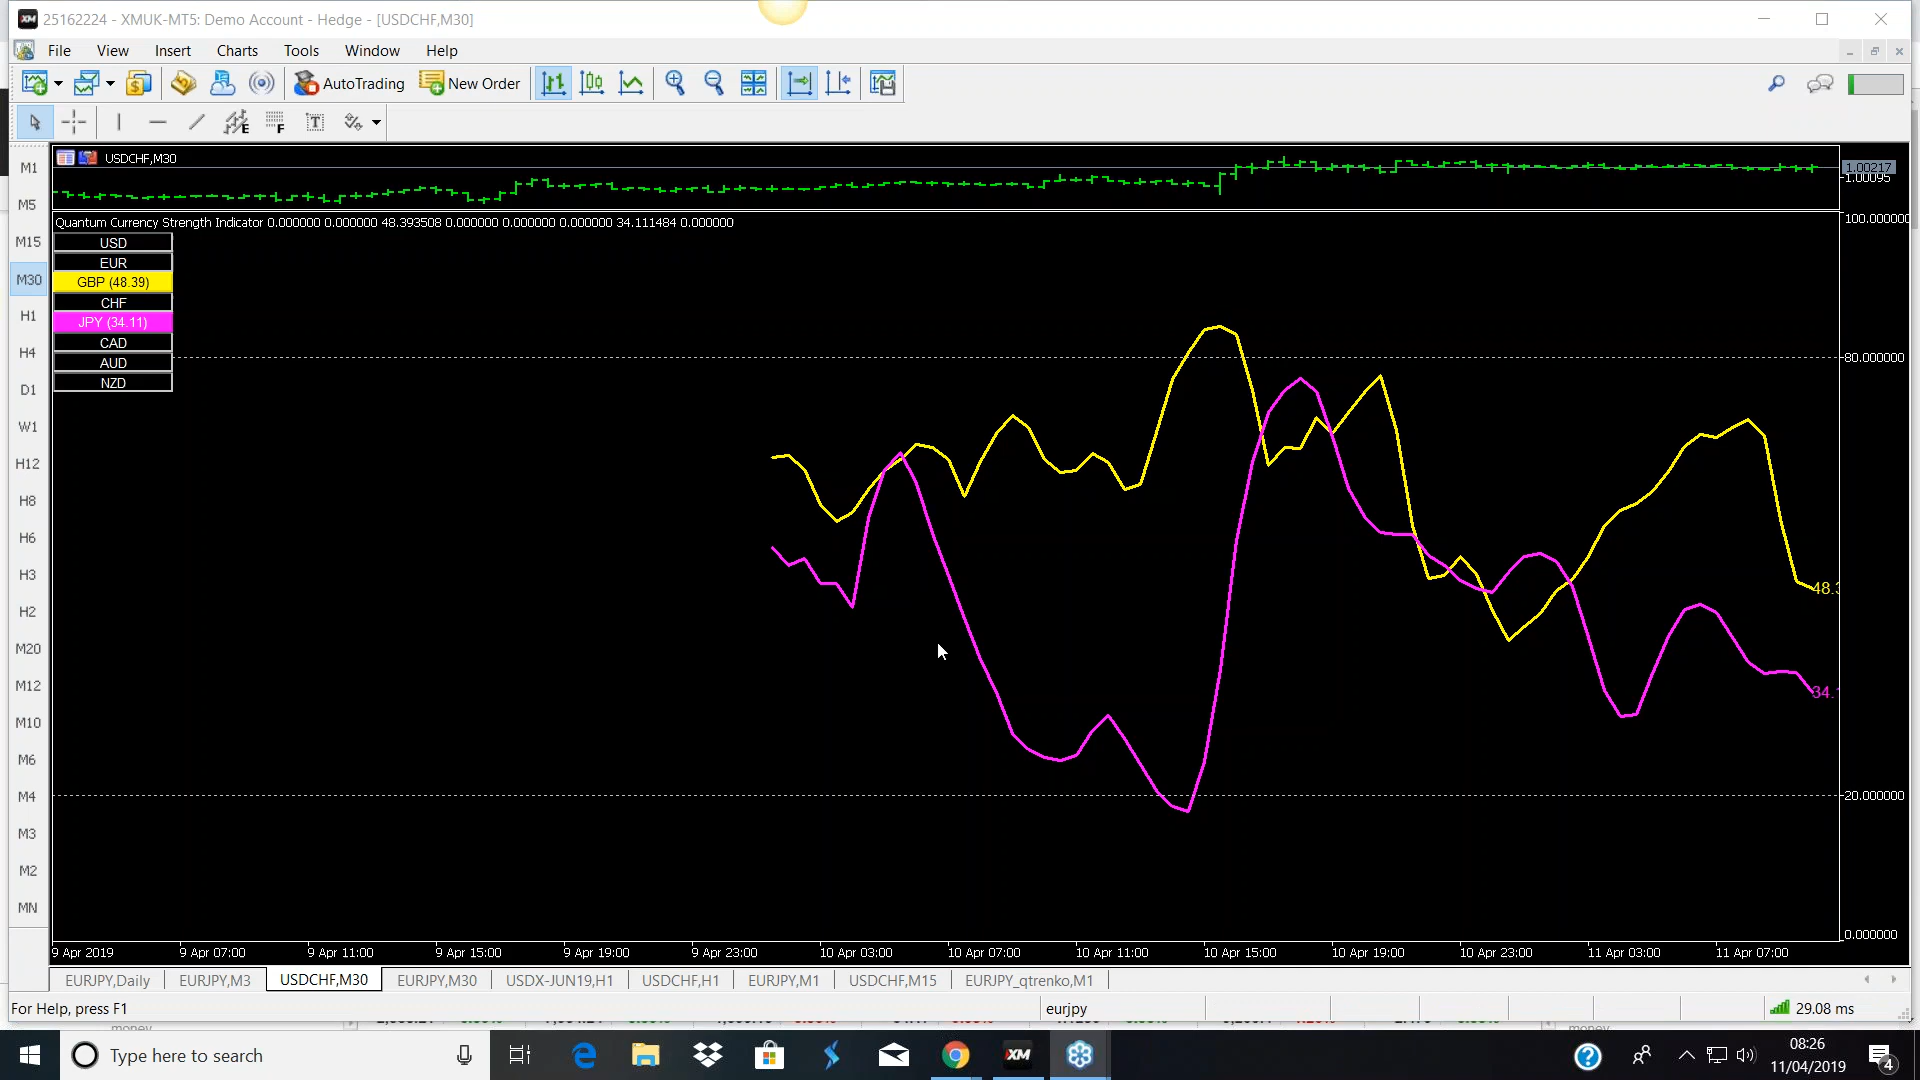 25162224 - XMUK-MT5: Demo Account - Hedge - [USDCHF,M30]
File View Insert Charts Tools Window Help
AutoTrading New Order
M1
M5
M15
M30
H1
H4
D1
W1
H12
H8
H6
H3
H2
M20
M12
M10
M6
M4
M3
M2
MN
USDCHF,M30
1.00217
1.00095
Quantum Currency Strength Indicator 0.000000 0.000000 48.393508 0.000000 0.000000 0.000000 34.111484 0.000000
100.000000
USD
EUR
GBP (48.39)
CHF
JPY (34.11)
CAD
AUD
NZD
80.000000
48.3
34.1
20.000000
0.000000
9 Apr 2019 9 Apr 07:00 9 Apr 11:00 9 Apr 15:00 9 Apr 19:00 9 Apr 23:00 10 Apr 03:00 10 Apr 07:00 10 Apr 11:00 10 Apr 15:00 10 Apr 19:00 10 Apr 23:00 11 Apr 03:00 11 Apr 07:00
EURJPY,Daily EURJPY,M3 USDCHF,M30 EURJPY,M30 USDX-JUN19,H1 USDCHF,H1 EURJPY,M1 USDCHF,M15 EURJPY_qtrenko,M1
For Help, press F1 eurjpy 29.08 ms
Type here to search
XM
08:26
11/04/2019
4